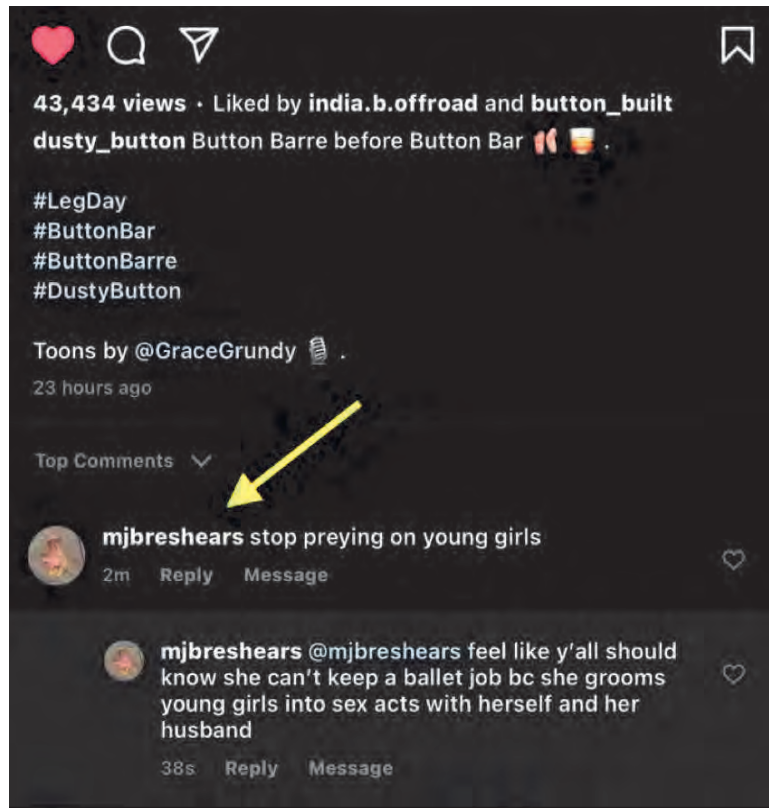 43,434 views · Liked by india.b.offroad and button_built
dusty_button Button Barre before Button Bar 🩰 🥃 .
#LegDay
#ButtonBar
#ButtonBarre
#DustyButton
Toons by @GraceGrundy 🎙 .
23 hours ago
Top Comments
mjbreshears stop preying on young girls
2m Reply Message
mjbreshears @mjbreshears feel like y'all should
know she can't keep a ballet job bc she grooms
young girls into sex acts with herself and her
husband
38s Reply Message